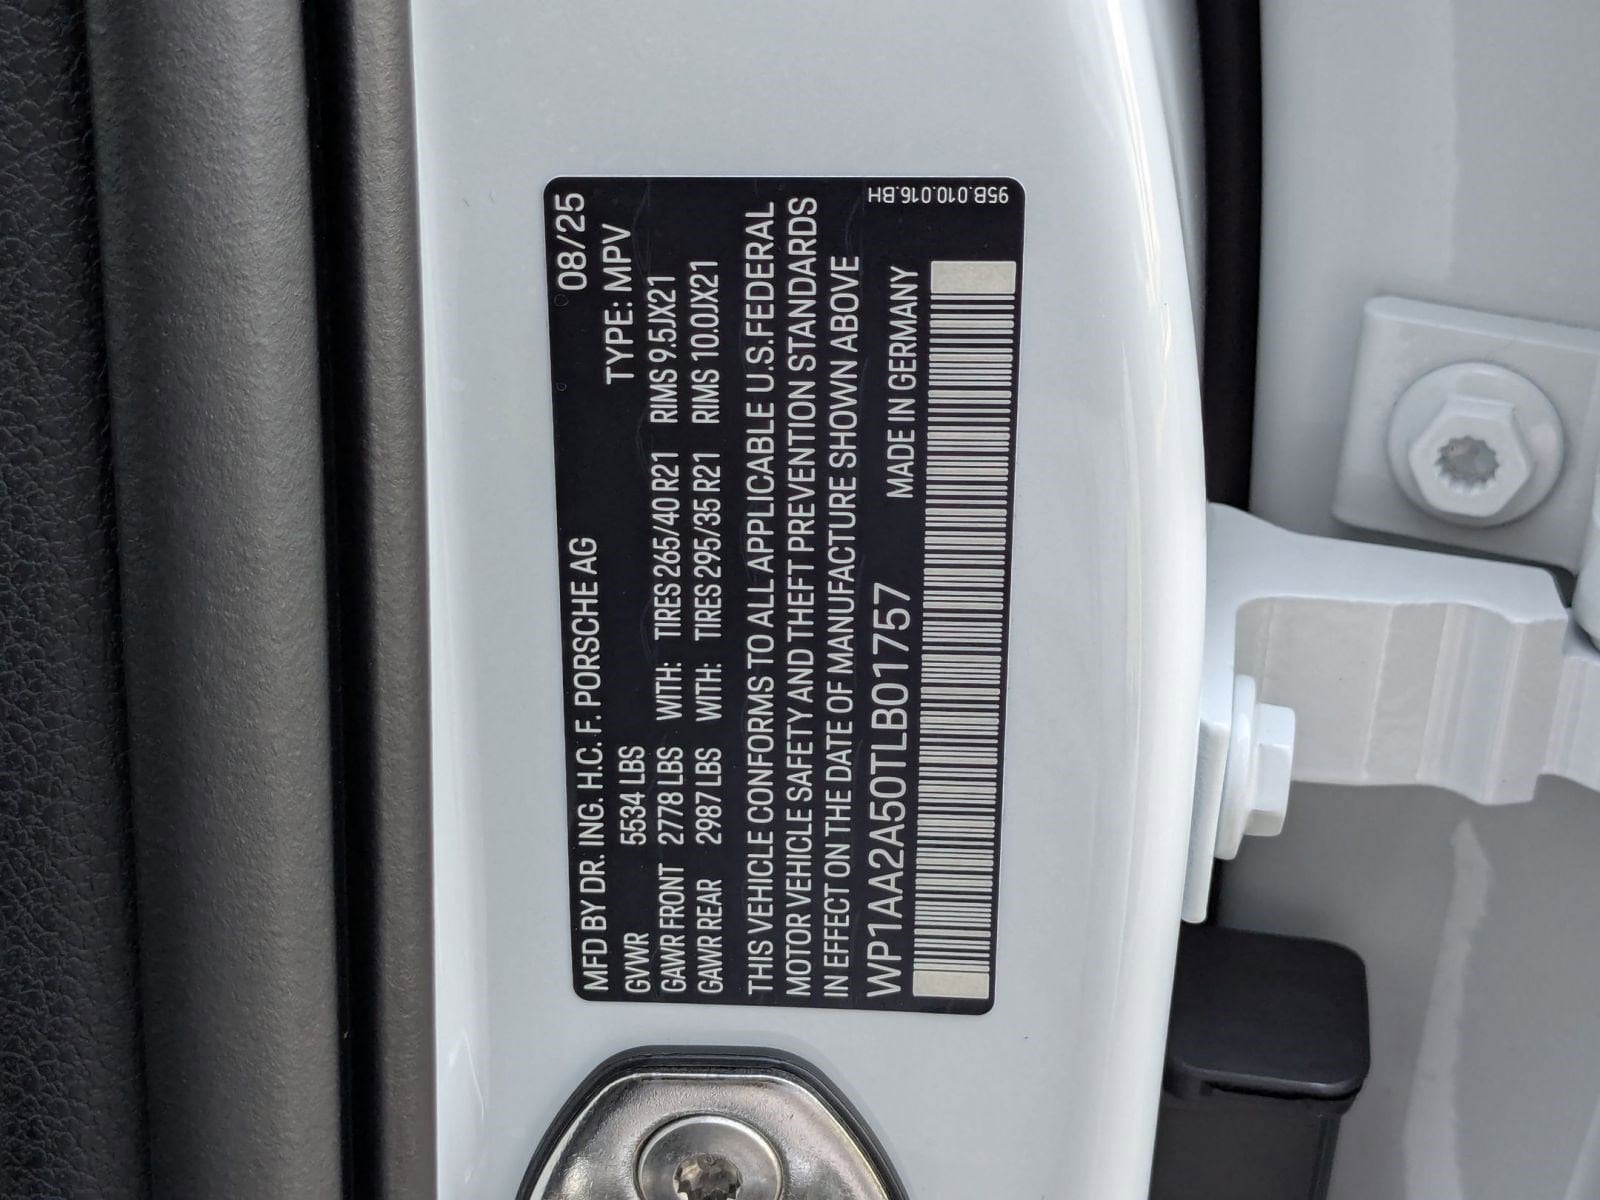 MFD BY DR. ING. H.C. F. PORSCHE AG 08/25
GVWR 5534 LBS TYPE: MPV
GAWR FRONT 2778 LBS WITH: TIRES 265/40 R21 RIMS 9.5JX21
GAWR REAR 2987 LBS WITH: TIRES 295/35 R21 RIMS 10.0JX21
THIS VEHICLE CONFORMS TO ALL APPLICABLE U.S.FEDERAL
MOTOR VEHICLE SAFETY AND THEFT PREVENTION STANDARDS
IN EFFECT ON THE DATE OF MANUFACTURE SHOWN ABOVE
WP1AA2A50TLB01757 MADE IN GERMANY
95B.010.016.BH